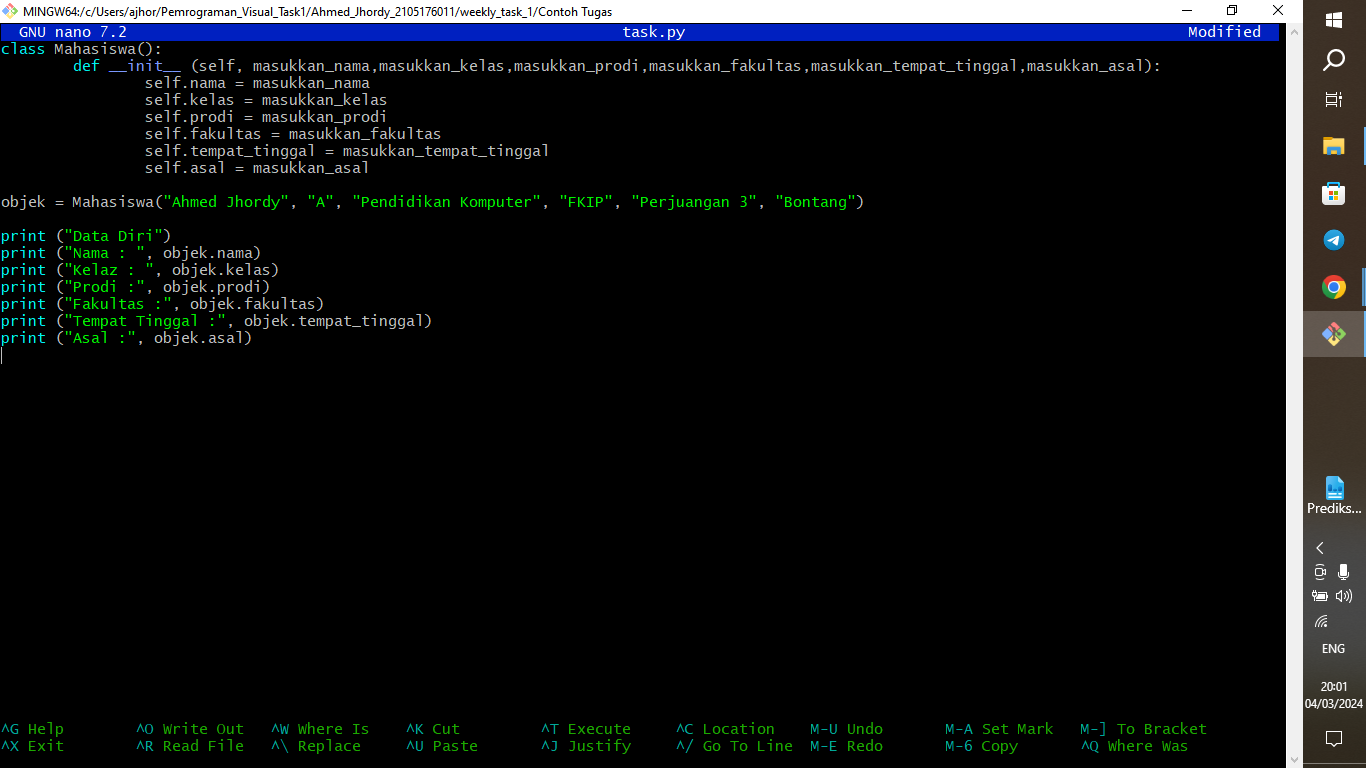 MINGW64:/c/Users/ajhor/Pemrograman_Visual_Task1/Ahmed_Jhordy_2105176011/weekly_task_1/Contoh Tugas
GNU nano 7.2 task.py Modified
class Mahasiswa():
def __init__ (self, masukkan_nama,masukkan_kelas,masukkan_prodi,masukkan_fakultas,masukkan_tempat_tinggal,masukkan_asal):
self.nama = masukkan_nama
self.kelas = masukkan_kelas
self.prodi = masukkan_prodi
self.fakultas = masukkan_fakultas
self.tempat_tinggal = masukkan_tempat_tinggal
self.asal = masukkan_asal
objek = Mahasiswa("Ahmed Jhordy", "A", "Pendidikan Komputer", "FKIP", "Perjuangan 3", "Bontang")
print ("Data Diri")
print ("Nama : ", objek.nama)
print ("Kelaz : ", objek.kelas)
print ("Prodi :", objek.prodi)
print ("Fakultas :", objek.fakultas)
print ("Tempat Tinggal :", objek.tempat_tinggal)
print ("Asal :", objek.asal)
^G Help ^O Write Out ^W Where Is ^K Cut ^T Execute ^C Location M-U Undo M-A Set Mark M-] To Bracket
^X Exit ^R Read File ^\ Replace ^U Paste ^J Justify ^/ Go To Line M-E Redo M-6 Copy ^Q Where Was
Prediks...
ENG
20:01
04/03/2024